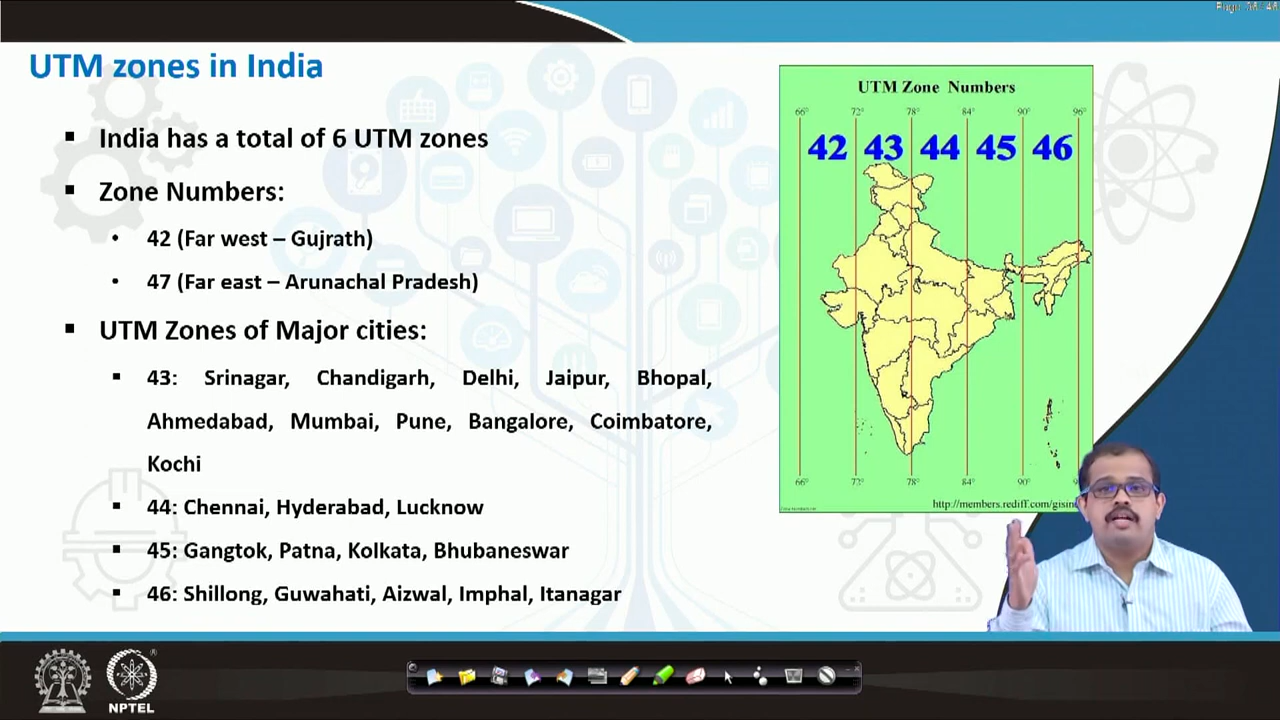 UTM zones in India
▪ India has a total of 6 UTM zones
▪ Zone Numbers:
• 42 (Far west – Gujrath)
• 47 (Far east – Arunachal Pradesh)
▪ UTM Zones of Major cities:
▪ 43: Srinagar, Chandigarh, Delhi, Jaipur, Bhopal,
Ahmedabad, Mumbai, Pune, Bangalore, Coimbatore,
Kochi
▪ 44: Chennai, Hyderabad, Lucknow
▪ 45: Gangtok, Patna, Kolkata, Bhubaneswar
▪ 46: Shillong, Guwahati, Aizwal, Imphal, Itanagar
UTM Zone Numbers
66° 72° 78° 84° 90° 96°
42 43 44 45 46
66° 72° 78° 84° 90°
http://members.rediff.com/gisin
NPTEL